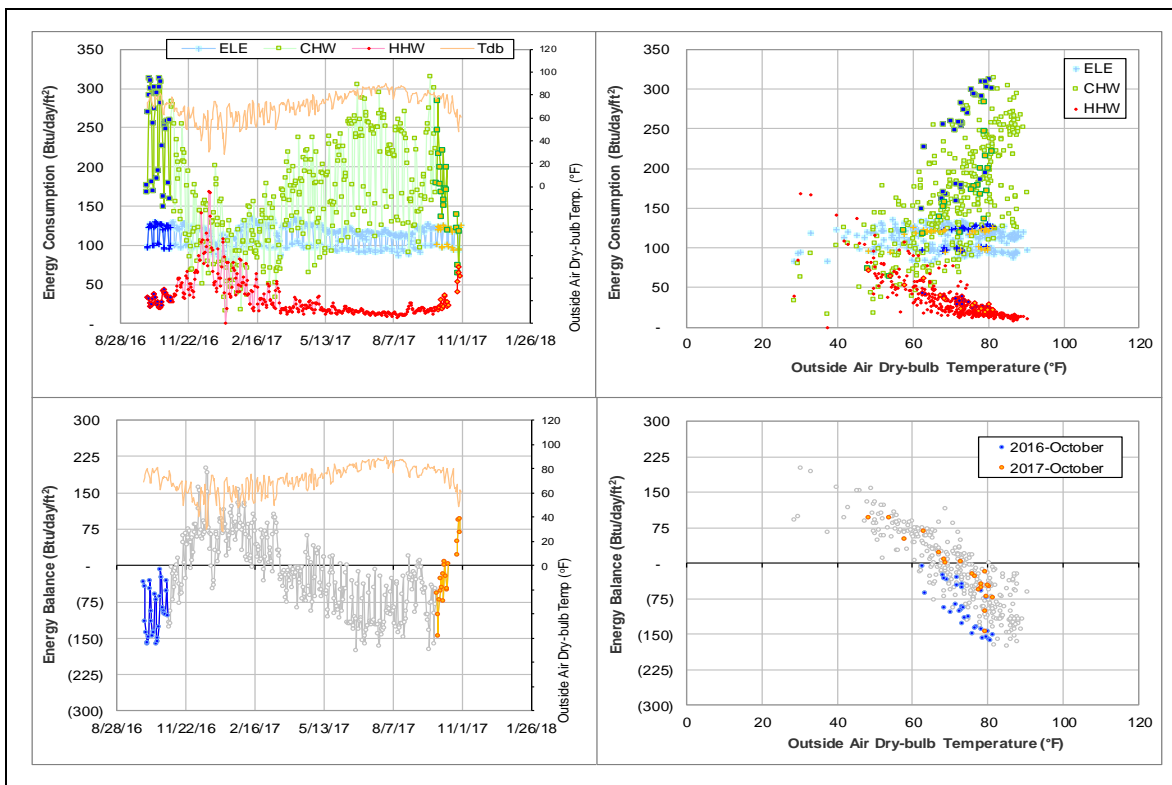 ELE CHW HHW Tdb
Energy Consumption (Btu/day/ft²)
350
300
250
200
150
100
50
-
120
100
80
60
40
20
0
Outside Air Dry-bulb Temp. (°F)
8/28/16 11/22/16 2/16/17 5/13/17 8/7/17 11/1/17 1/26/18
ELE
CHW
HHW
Energy Consumption (Btu/day/ft²)
350
300
250
200
150
100
50
-
0 20 40 60 80 100 120
Outside Air Dry-bulb Temperature (°F)
Energy Balance (Btu/day/ft²)
300
225
150
75
-
(75)
(150)
(225)
(300)
120
100
80
60
40
20
0
Outside Air Dry-bulb Temp (°F)
8/28/16 11/22/16 2/16/17 5/13/17 8/7/17 11/1/17 1/26/18
2016-October
2017-October
Energy Balance (Btu/day/ft²)
300
225
150
75
-
(75)
(150)
(225)
(300)
0 20 40 60 80 100 120
Outside Air Dry-bulb Temperature (°F)